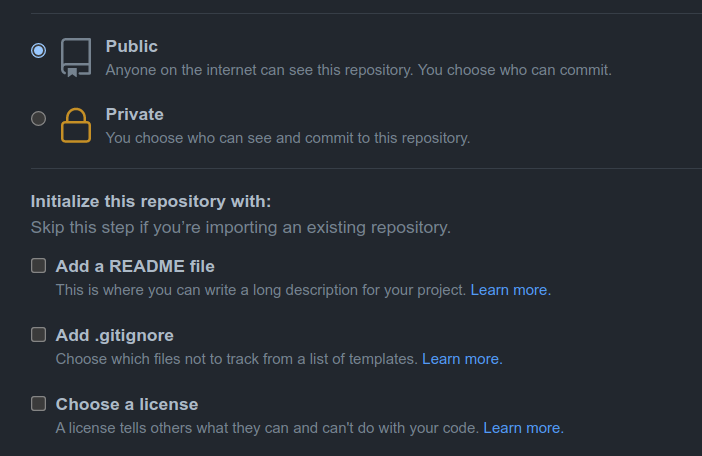 Public
Anyone on the internet can see this repository. You choose who can commit.
Private
You choose who can see and commit to this repository.
Initialize this repository with:
Skip this step if you’re importing an existing repository.
Add a README file
This is where you can write a long description for your project. Learn more.
Add .gitignore
Choose which files not to track from a list of templates. Learn more.
Choose a license
A license tells others what they can and can't do with your code. Learn more.